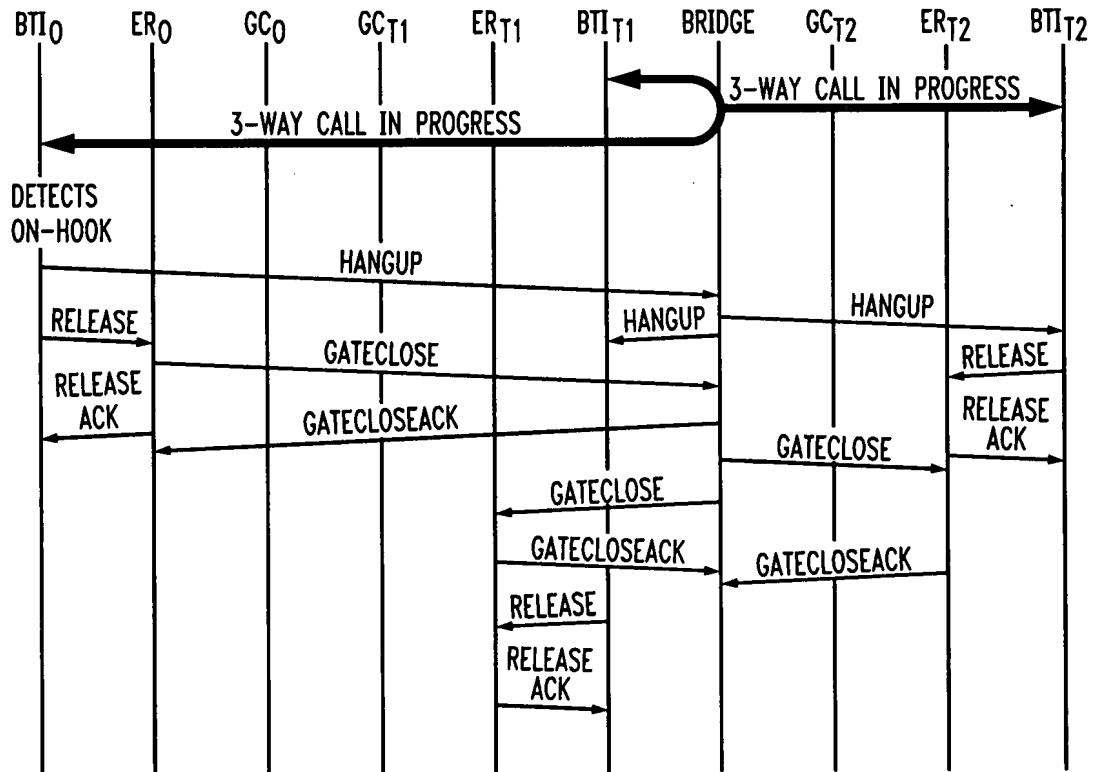 BTI0 ER0 GC0 GCT1 ERT1 BTIT1 BRIDGE GCT2 ERT2 BTIT2
3-WAY CALL IN PROGRESS
3-WAY CALL IN PROGRESS
DETECTS
ON-HOOK
HANGUP
HANGUP
HANGUP
RELEASE
GATECLOSE
RELEASE
RELEASE
ACK
GATECLOSEACK
RELEASE
ACK
GATECLOSE
GATECLOSE
GATECLOSEACK
GATECLOSEACK
RELEASE
RELEASE
ACK